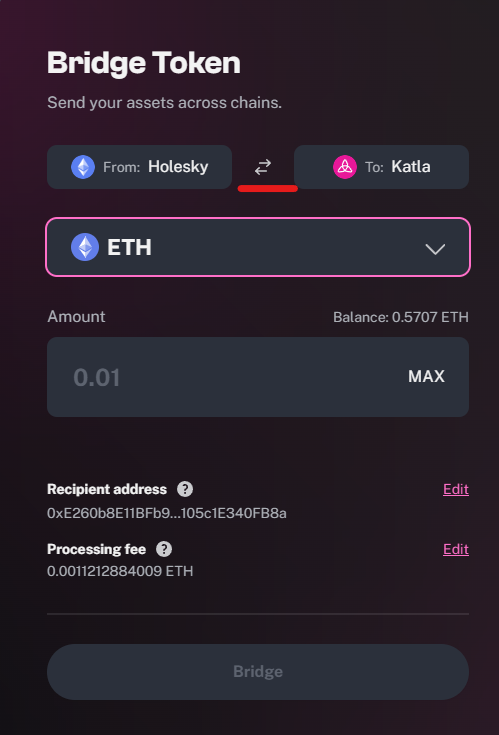 Bridge Token
Send your assets across chains.
From: Holesky To: Katla
ETH
Amount Balance: 0.5707 ETH
0.01 MAX
Recipient address ? Edit
0xE260b8E11BFb9...105c1E340FB8a
Processing fee ? Edit
0.0011212884009 ETH
Bridge